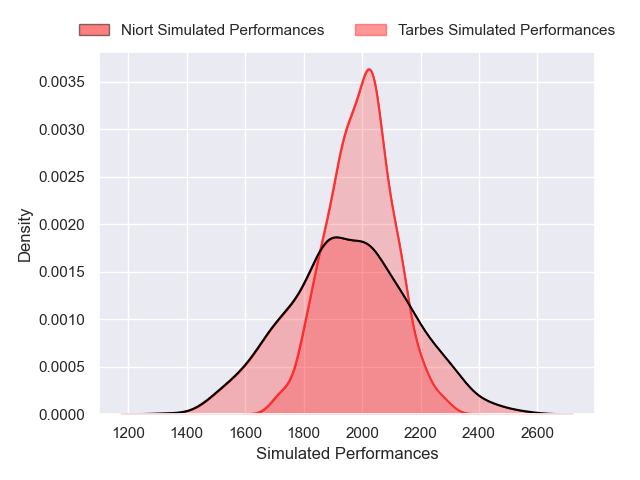 Niort Simulated Performances Tarbes Simulated Performances
0.0035
0.0030
0.0025
0.0020
0.0015
0.0010
0.0005
0.0000
Density
1200 1400 1600 1800 2000 2200 2400 2600
Simulated Performances